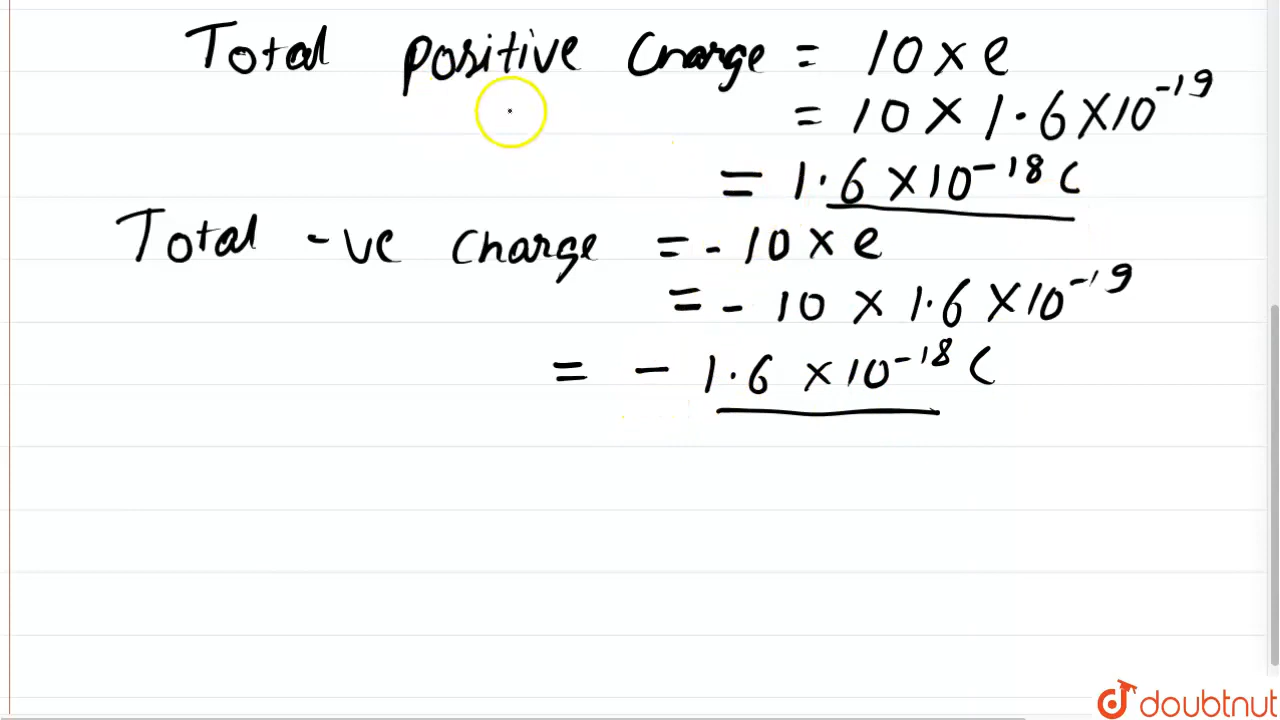 Total positive charge = 10 × e
= 10 × 1.6 × 10⁻¹⁹
= 1.6 × 10⁻¹⁸ C
Total -ve charge = - 10 × e
= - 10 × 1.6 × 10⁻¹⁹
= - 1.6 × 10⁻¹⁸ C
doubtnut